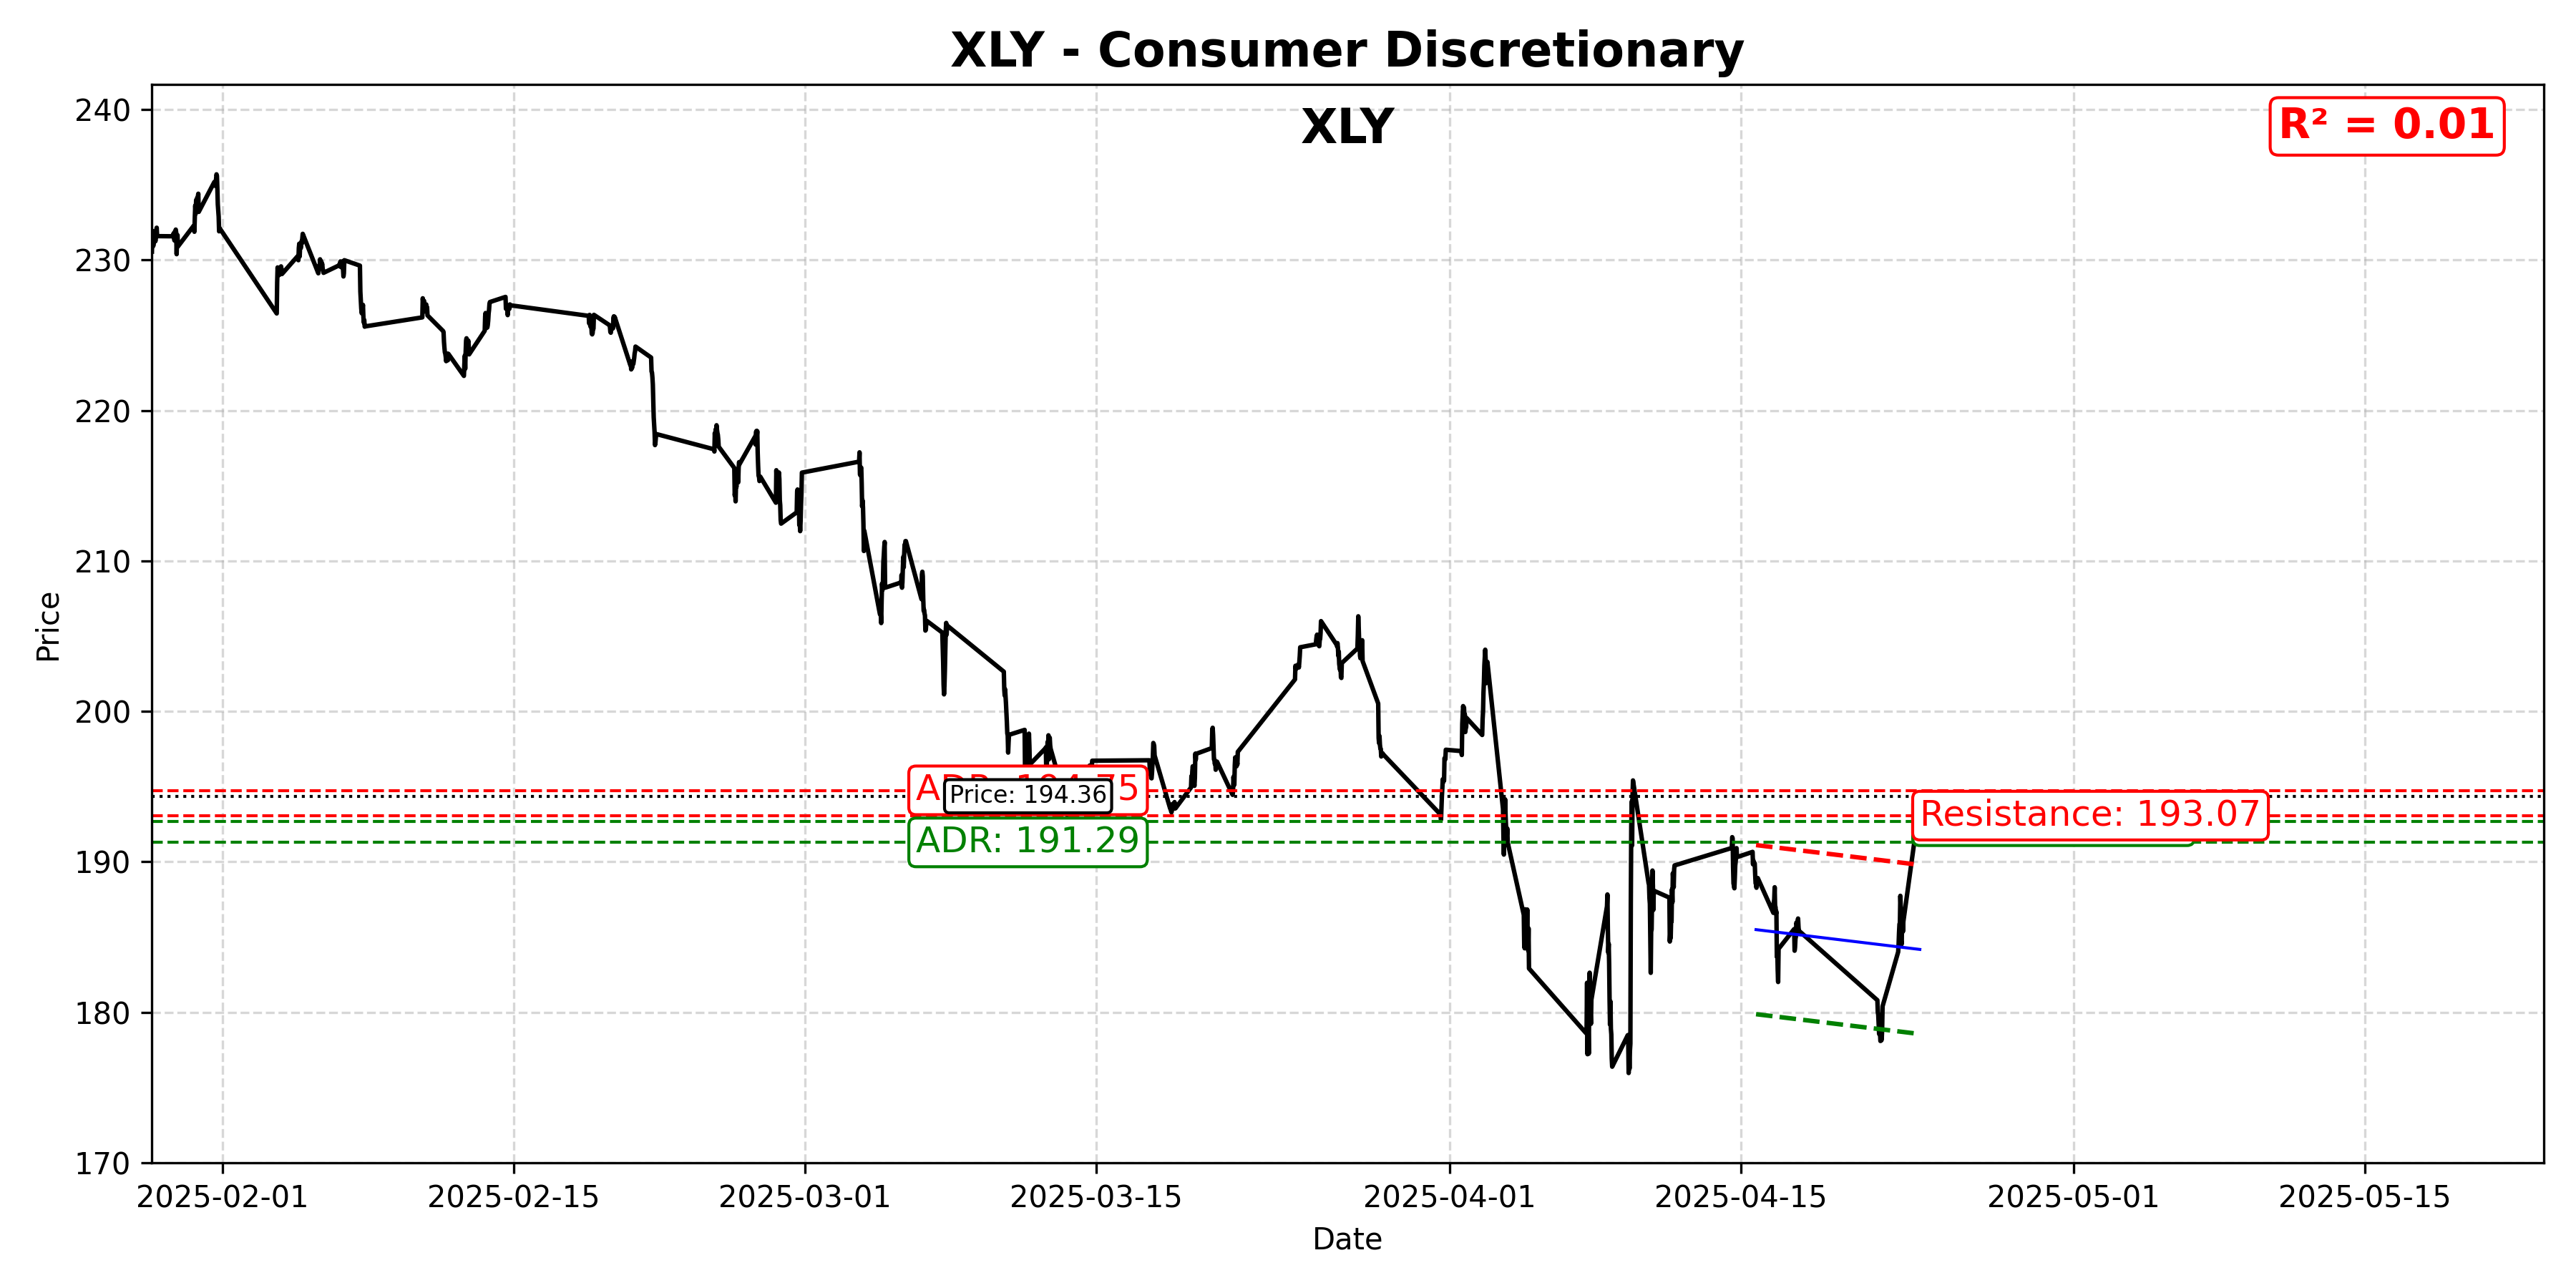 XLY - Consumer Discretionary
XLY
R² = 0.01
240
230
220
210
200
190
180
170
Price
Price: 194.36
ADR: 191.29
Resistance: 193.07
2025-02-01
2025-02-15
2025-03-01
2025-03-15
2025-04-01
2025-04-15
2025-05-01
2025-05-15
Date